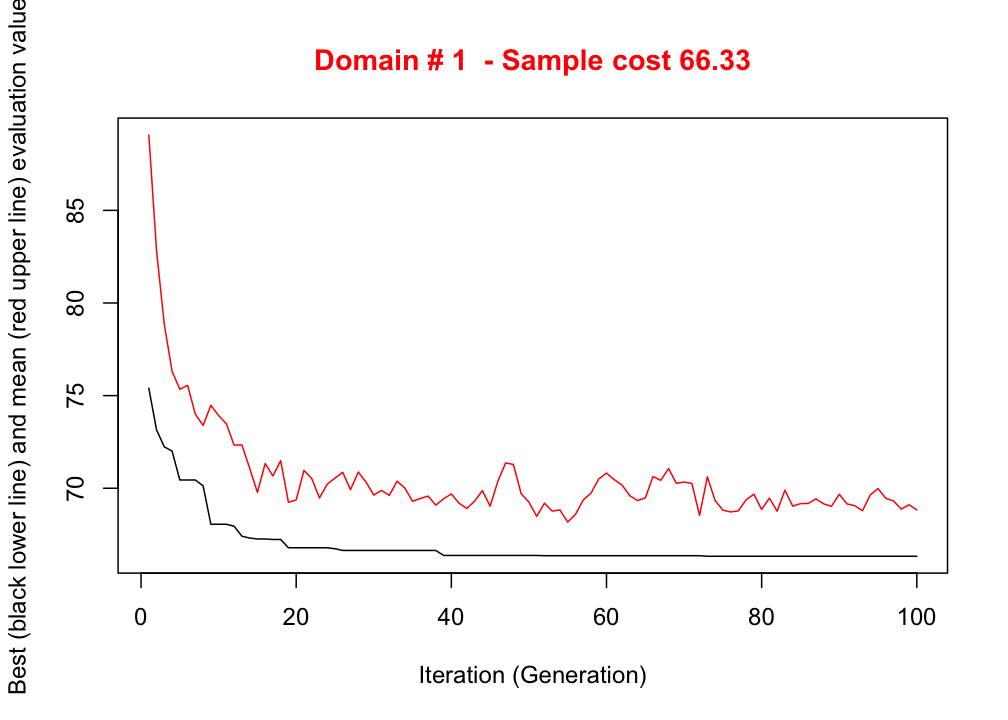 Domain # 1  - Sample cost 66.33
Best (black lower line) and mean (red upper line) evaluation value
85
80
75
70
0 20 40 60 80 100
Iteration (Generation)